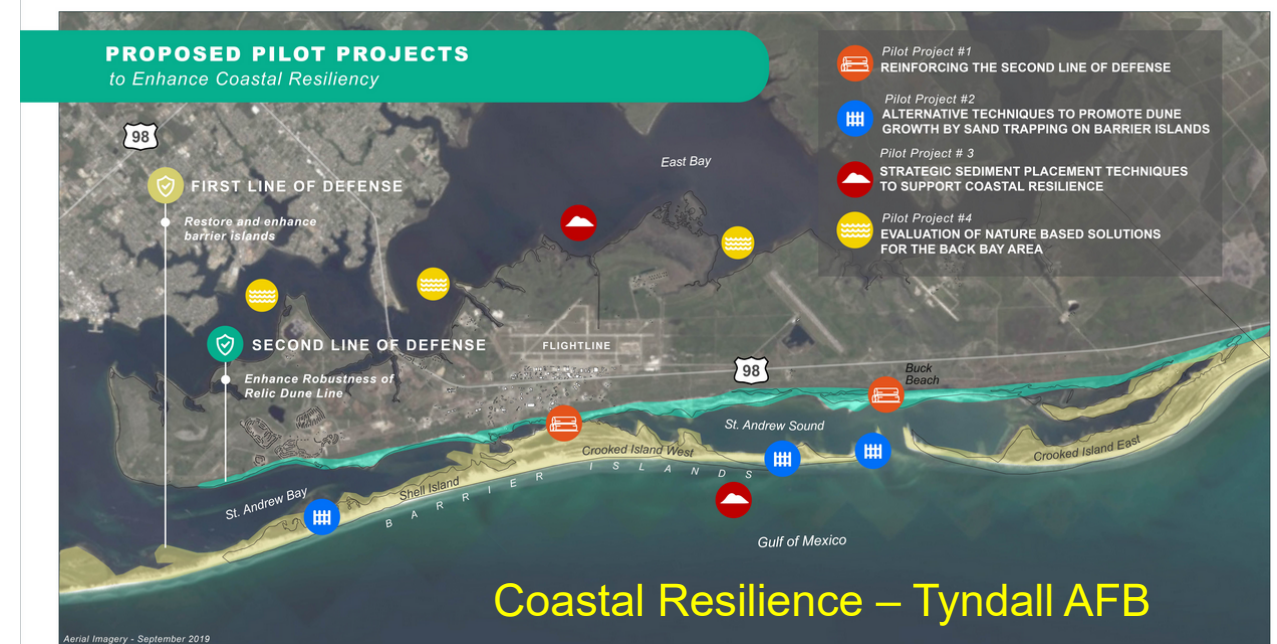 PROPOSED PILOT PROJECTS
to Enhance Coastal Resiliency
Pilot Project #1
REINFORCING THE SECOND LINE OF DEFENSE
Pilot Project #2
ALTERNATIVE TECHNIQUES TO PROMOTE DUNE
GROWTH BY SAND TRAPPING ON BARRIER ISLANDS
Pilot Project # 3
STRATEGIC SEDIMENT PLACEMENT TECHNIQUES
TO SUPPORT COASTAL RESILIENCE
Pilot Project #4
EVALUATION OF NATURE BASED SOLUTIONS
FOR THE BACK BAY AREA
98
East Bay
FIRST LINE OF DEFENSE
Restore and enhance
barrier islands
SECOND LINE OF DEFENSE
Enhance Robustness of
Relic Dune Line
FLIGHTLINE
98
Buck
Beach
St. Andrew Sound
Crooked Island West
Crooked Island East
Shell Island
BARRIER ISLANDS
St. Andrew Bay
Gulf of Mexico
Coastal Resilience – Tyndall AFB
Aerial Imagery - September 2019